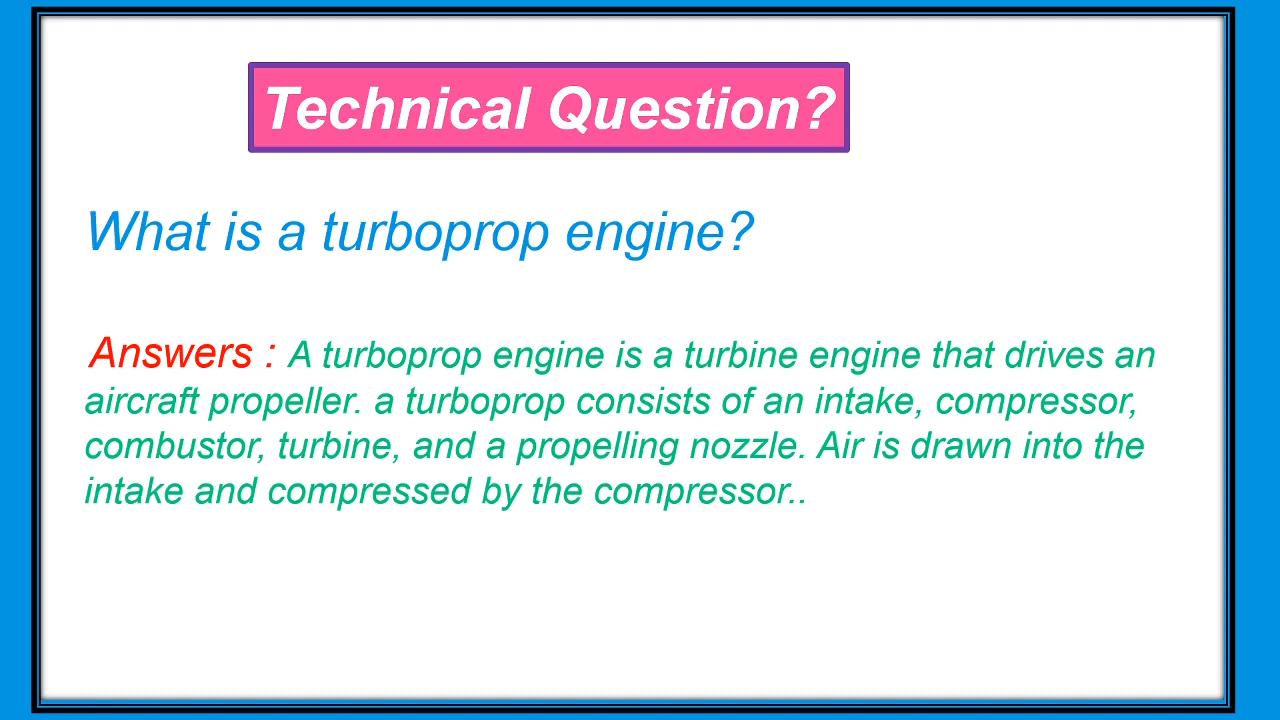 Technical Question?
What is a turboprop engine?
Answers : A turboprop engine is a turbine engine that drives an
aircraft propeller. a turboprop consists of an intake, compressor,
combustor, turbine, and a propelling nozzle. Air is drawn into the
intake and compressed by the compressor..